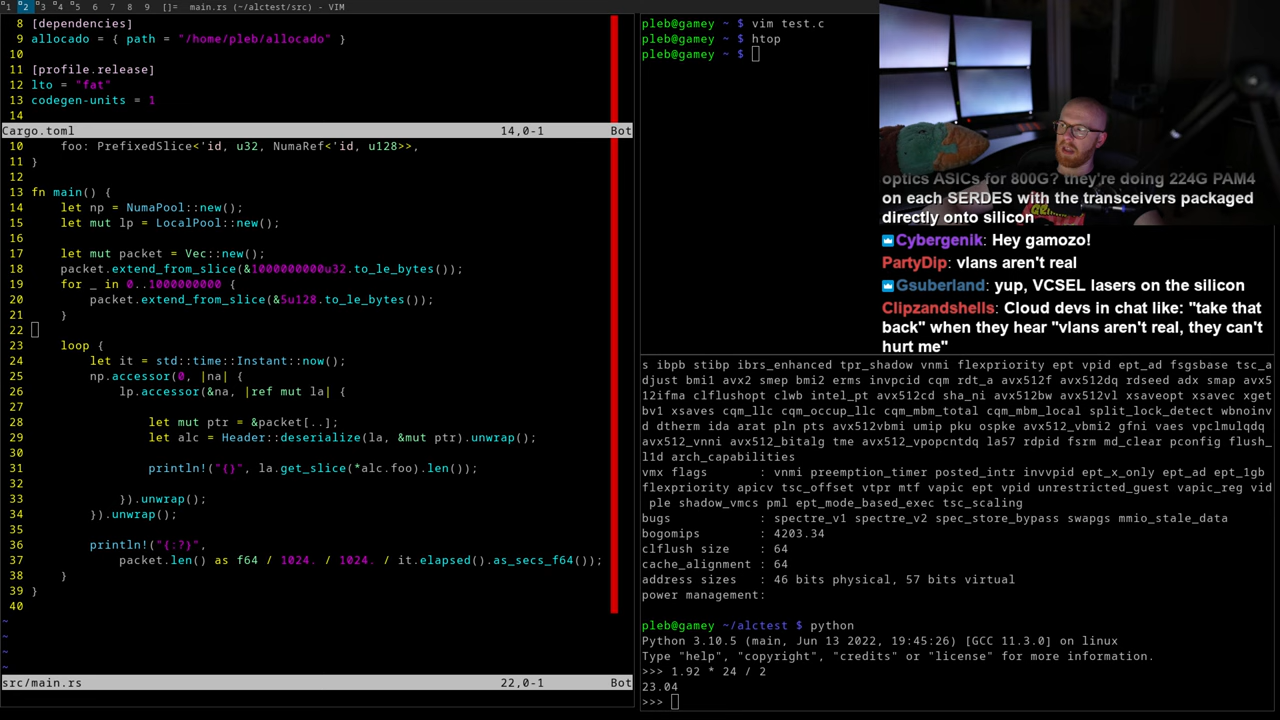 1 2 3 4 5 6 7 8 9 []= main.rs (~/alctest/src) - VIM
8 [dependencies]
9 allocado = { path = "/home/pleb/allocado" }
10
11 [profile.release]
12 lto = "fat"
13 codegen-units = 1
14
Cargo.toml 14,0-1 Bot
10 foo: PrefixedSlice<'id, u32, NumaRef<'id, u128>>,
11 }
12
13 fn main() {
14 let np = NumaPool::new();
15 let mut lp = LocalPool::new();
16
17 let mut packet = Vec::new();
18 packet.extend_from_slice(&1000000000u32.to_le_bytes());
19 for _ in 0..1000000000 {
20 packet.extend_from_slice(&5u128.to_le_bytes());
21 }
22
23 loop {
24 let it = std::time::Instant::now();
25 np.accessor(0, |na| {
26 lp.accessor(&na, |ref mut la| {
27
28 let mut ptr = &packet[..];
29 let alc = Header::deserialize(la, &mut ptr).unwrap();
30
31 println!("{}", la.get_slice(*alc.foo).len());
32
33 }).unwrap();
34 }).unwrap();
35
36 println!("{:?}",
37 packet.len() as f64 / 1024. / 1024. / it.elapsed().as_secs_f64());
38 }
39 }
40
~
~
~
~
src/main.rs 22,0-1 Bot
pleb@gamey ~ $ vim test.c
pleb@gamey ~ $ htop
pleb@gamey ~ $
optics ASICs for 800G? they're doing 224G PAM4
on each SERDES with the transceivers packaged
directly onto silicon
Cybergenik: Hey gamozo!
PartyDip: vlans aren't real
Gsuberland: yup, VCSEL lasers on the silicon
Clipzandshells: Cloud devs in chat like: "take that
back" when they hear "vlans aren't real, they can't
hurt me"
s ibpb stibp ibrs_enhanced tpr_shadow vnmi flexpriority ept vpid ept_ad fsgsbase tsc_a
djust bmi1 avx2 smep bmi2 erms invpcid cqm rdt_a avx512f avx512dq rdseed adx smap avx5
12ifma clflushopt clwb intel_pt avx512cd sha_ni avx512bw avx512vl xsaveopt xsavec xget
bv1 xsaves cqm_llc cqm_occup_llc cqm_mbm_total cqm_mbm_local split_lock_detect wbnoinv
d dtherm ida arat pln pts avx512vbmi umip pku ospke avx512_vbmi2 gfni vaes vpclmulqdq
avx512_vnni avx512_bitalg tme avx512_vpopcntdq la57 rdpid fsrm md_clear pconfig flush_
l1d arch_capabilities
vmx flags : vnmi preemption_timer posted_intr invvpid ept_x_only ept_ad ept_1gb
flexpriority apicv tsc_offset vtpr mtf vapic ept vpid unrestricted_guest vapic_reg vid
ple shadow_vmcs pml ept_mode_based_exec tsc_scaling
bugs : spectre_v1 spectre_v2 spec_store_bypass swapgs mmio_stale_data
bogomips : 4203.34
clflush size : 64
cache_alignment : 64
address sizes : 46 bits physical, 57 bits virtual
power management:
pleb@gamey ~/alctest $ python
Python 3.10.5 (main, Jun 13 2022, 19:45:26) [GCC 11.3.0] on linux
Type "help", "copyright", "credits" or "license" for more information.
>>> 1.92 * 24 / 2
23.04
>>>